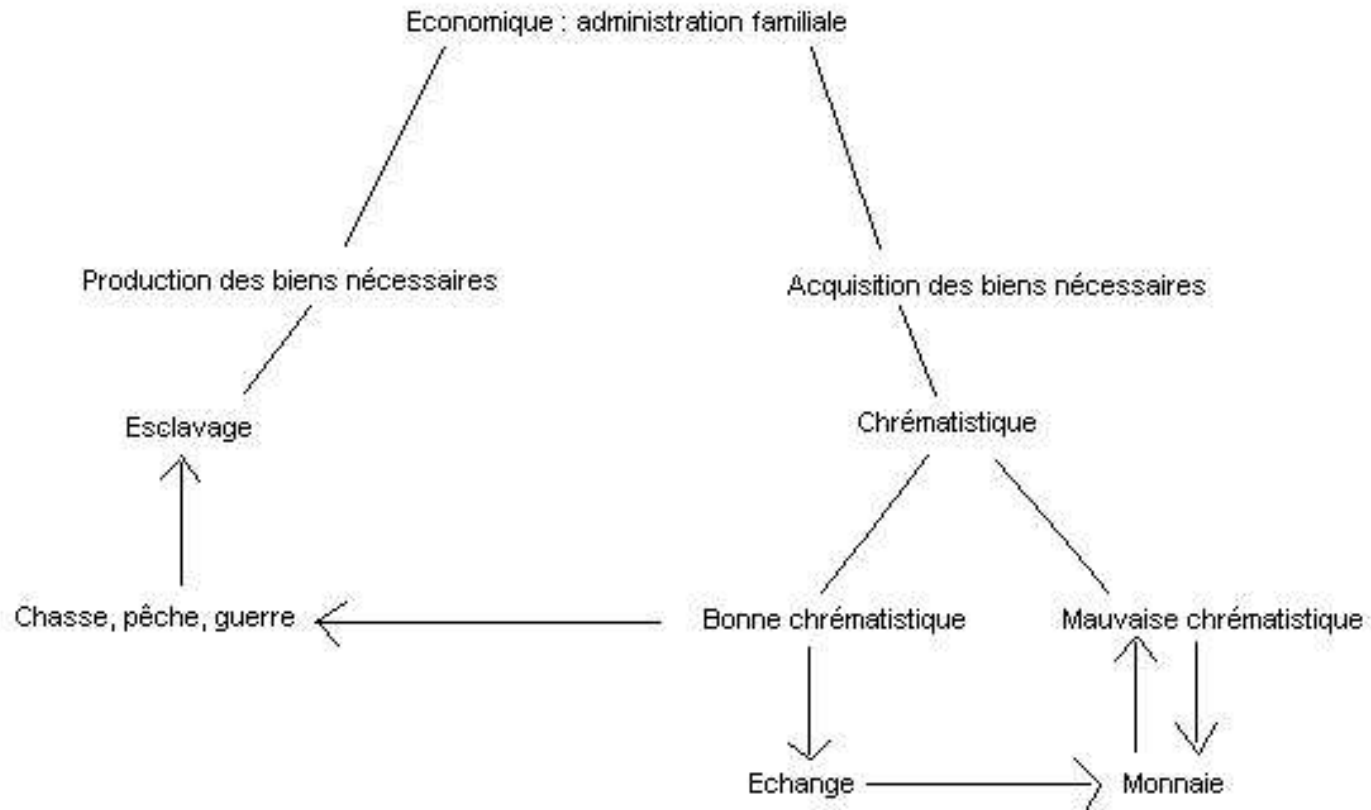 Economique : administration familiale
Production des biens nécessaires
Acquisition des biens nécessaires
Esclavage
Chrématistique
Chasse, pêche, guerre
Bonne chrématistique
Mauvaise chrématistique
Echange
Monnaie